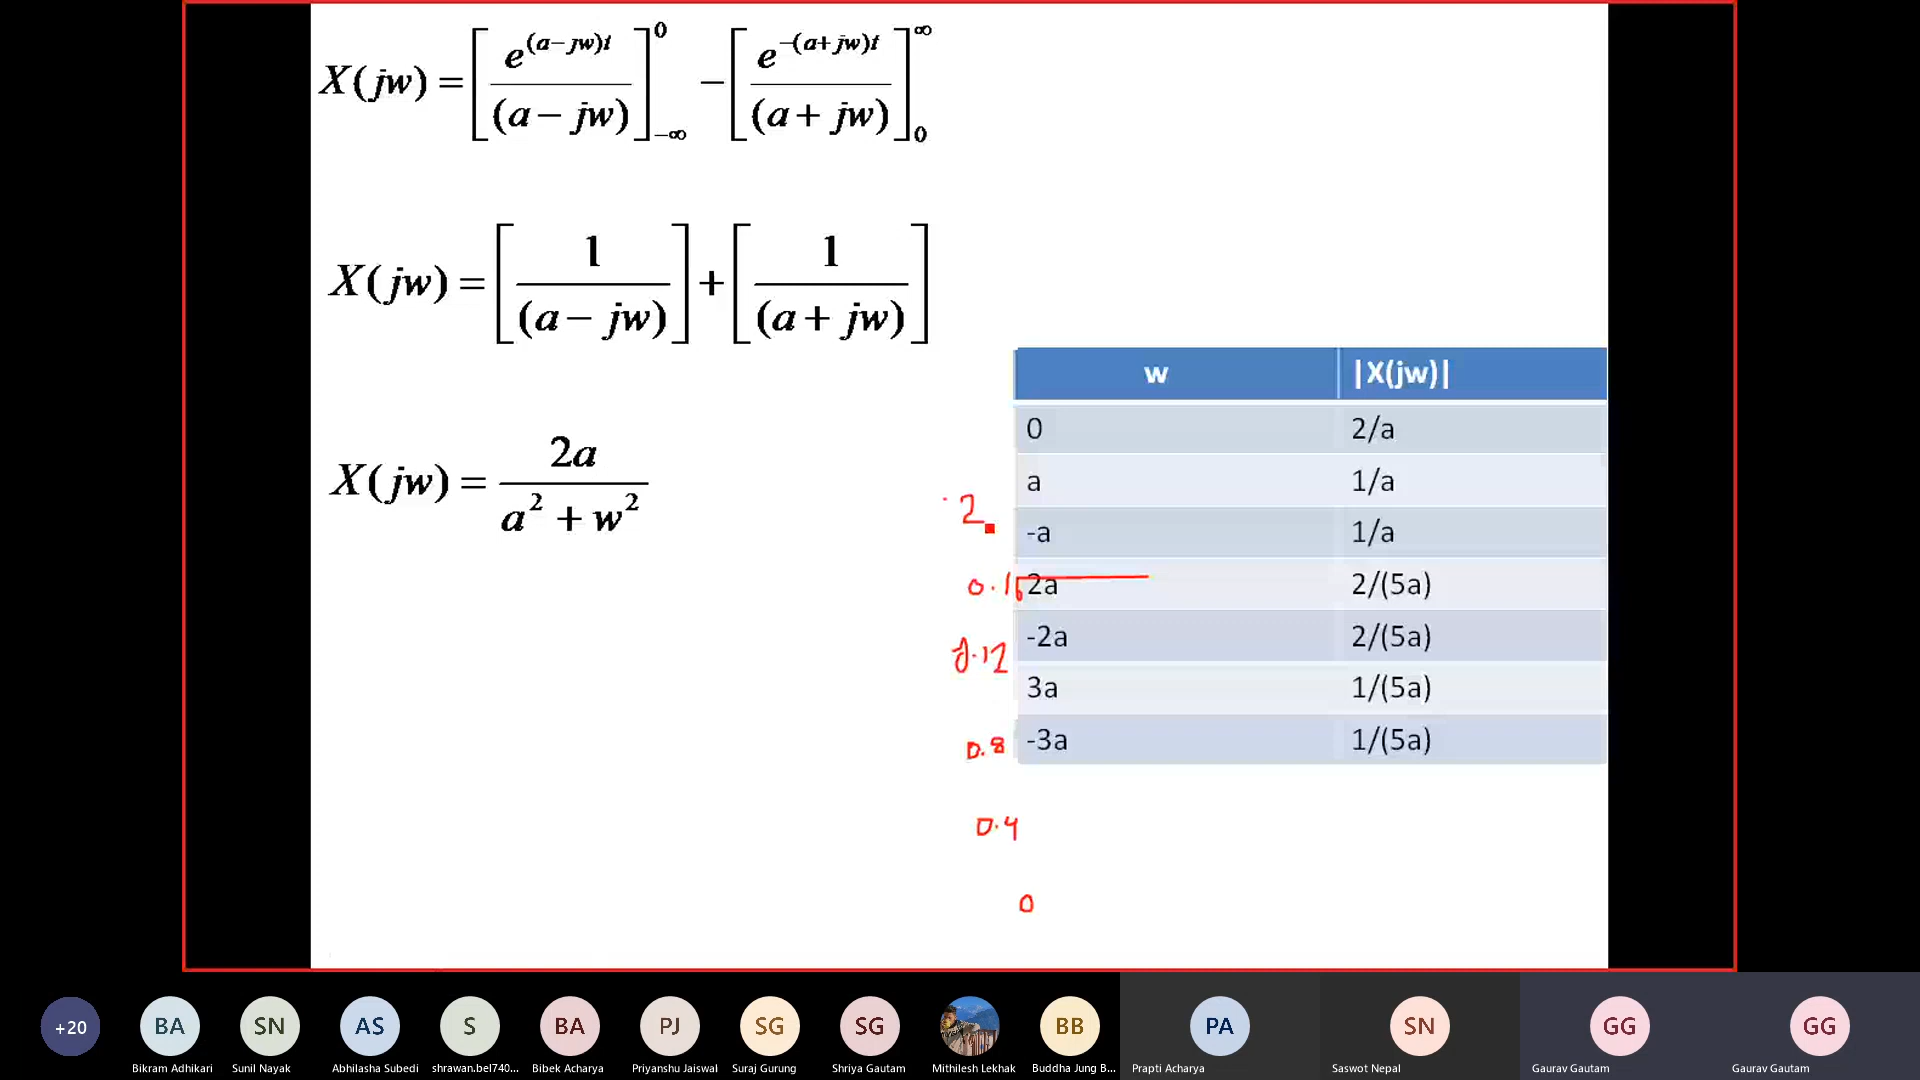 X(jw) = [e^{(a-jw)t} / (a - jw)]_{-∞}^{0} - [e^{-(a+jw)t} / (a + jw)]_{0}^{∞}
X(jw) = [1 / (a - jw)] + [1 / (a + jw)]
X(jw) = 2a / (a² + w²)
w |X(jw)|
0 2/a
a 1/a
-a 1/a
2a 2/(5a)
-2a 2/(5a)
3a 1/(5a)
-3a 1/(5a)
2
0.16
.12
0.8
0.4
0
+20 BA SN AS S BA PJ SG SG BB PA SN GG GG
Bikram Adhikari Sunil Nayak Abhilasha Subedi shrawan.bel740... Bibek Acharya Priyanshu Jaiswal Suraj Gurung Shriya Gautam Mithilesh Lekhak Buddha Jung B... Prapti Acharya Saswot Nepal Gaurav Gautam Gaurav Gautam